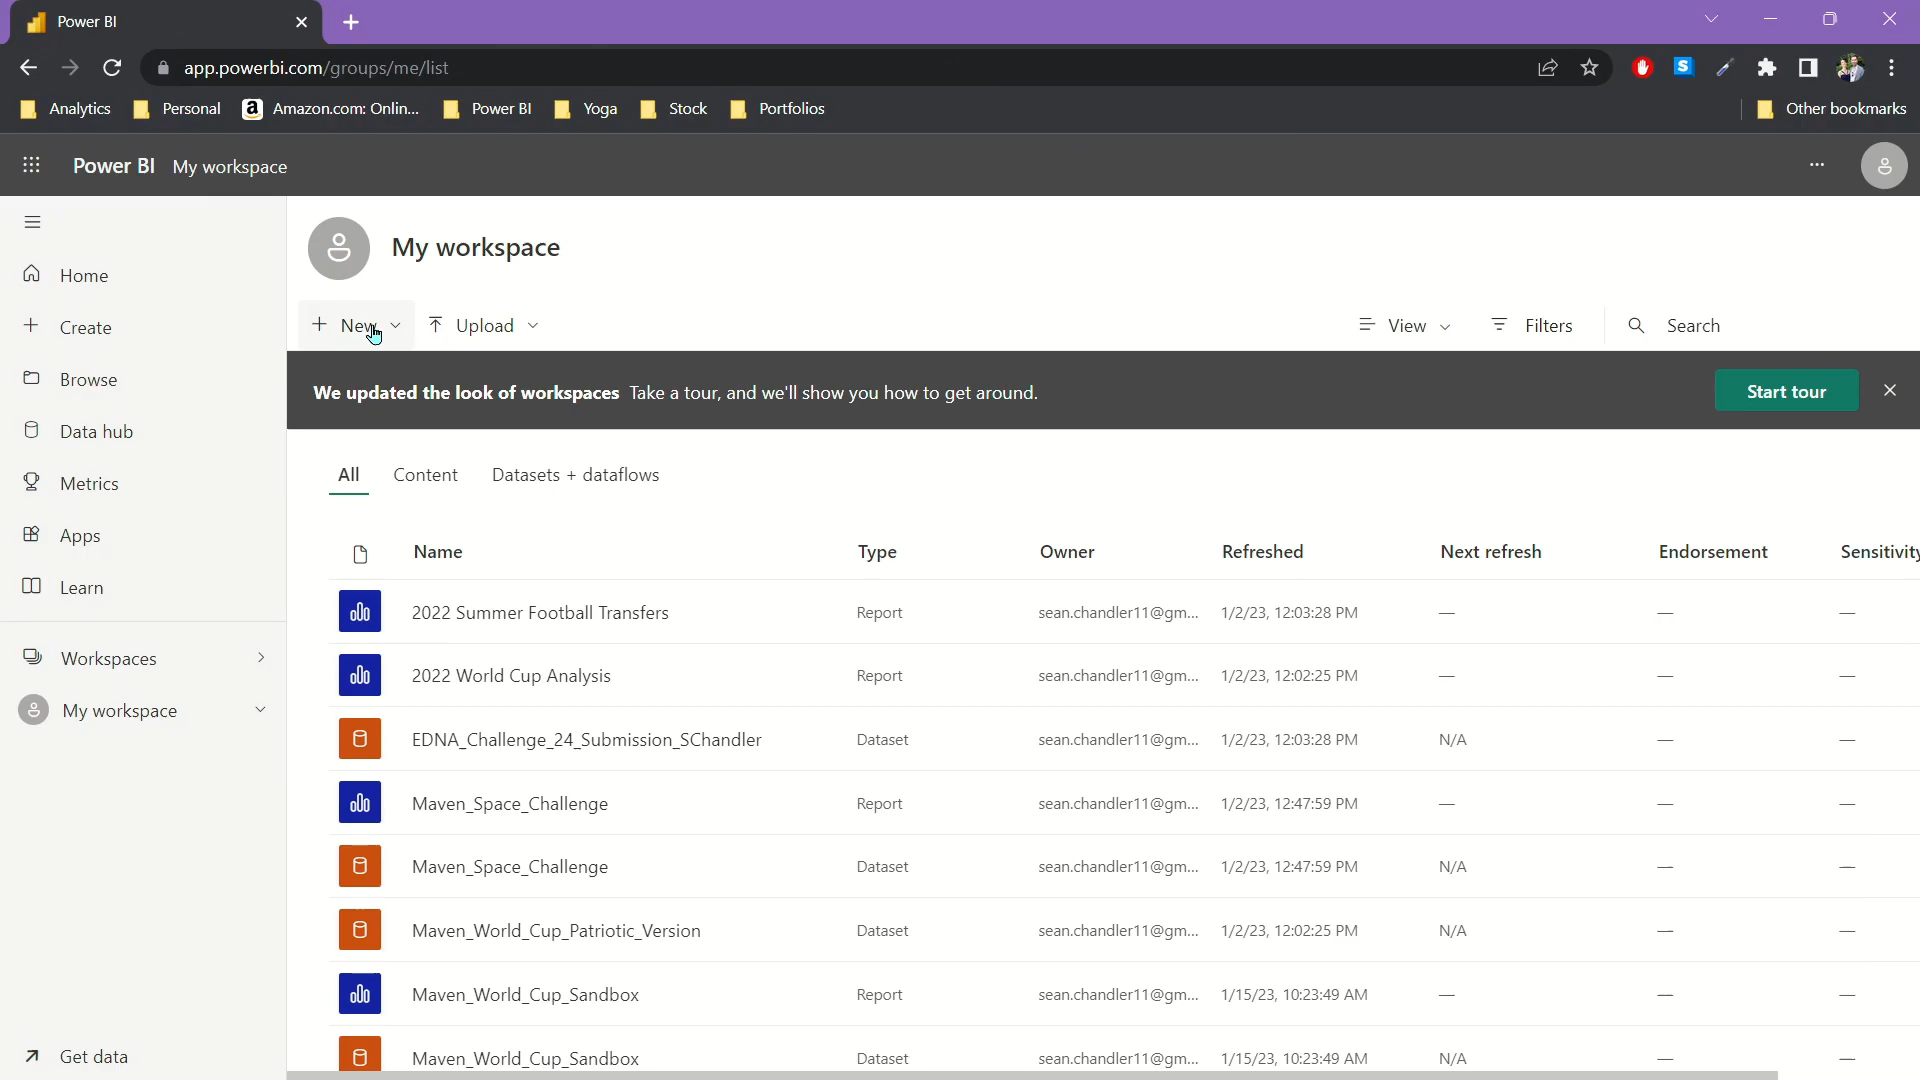 Power BI
app.powerbi.com/groups/me/list
Analytics Personal Amazon.com: Onlin... Power BI Yoga Stock Portfolios Other bookmarks
Power BI My workspace
My workspace
Home
Create
Browse
Data hub
Metrics
Apps
Learn
Workspaces
My workspace
Get data
New Upload View Filters Search
We updated the look of workspaces Take a tour, and we'll show you how to get around. Start tour
All Content Datasets + dataflows
Name Type Owner Refreshed Next refresh Endorsement Sensitivity
2022 Summer Football Transfers Report sean.chandler11@gm... 1/2/23, 12:03:28 PM —  — —
2022 World Cup Analysis Report sean.chandler11@gm... 1/2/23, 12:02:25 PM — — —
EDNA_Challenge_24_Submission_SChandler Dataset sean.chandler11@gm... 1/2/23, 12:03:28 PM N/A — —
Maven_Space_Challenge Report sean.chandler11@gm... 1/2/23, 12:47:59 PM — — —
Maven_Space_Challenge Dataset sean.chandler11@gm... 1/2/23, 12:47:59 PM N/A — —
Maven_World_Cup_Patriotic_Version Dataset sean.chandler11@gm... 1/2/23, 12:02:25 PM N/A — —
Maven_World_Cup_Sandbox Report sean.chandler11@gm... 1/15/23, 10:23:49 AM — — —
Maven_World_Cup_Sandbox Dataset sean.chandler11@gm... 1/15/23, 10:23:49 AM N/A — —